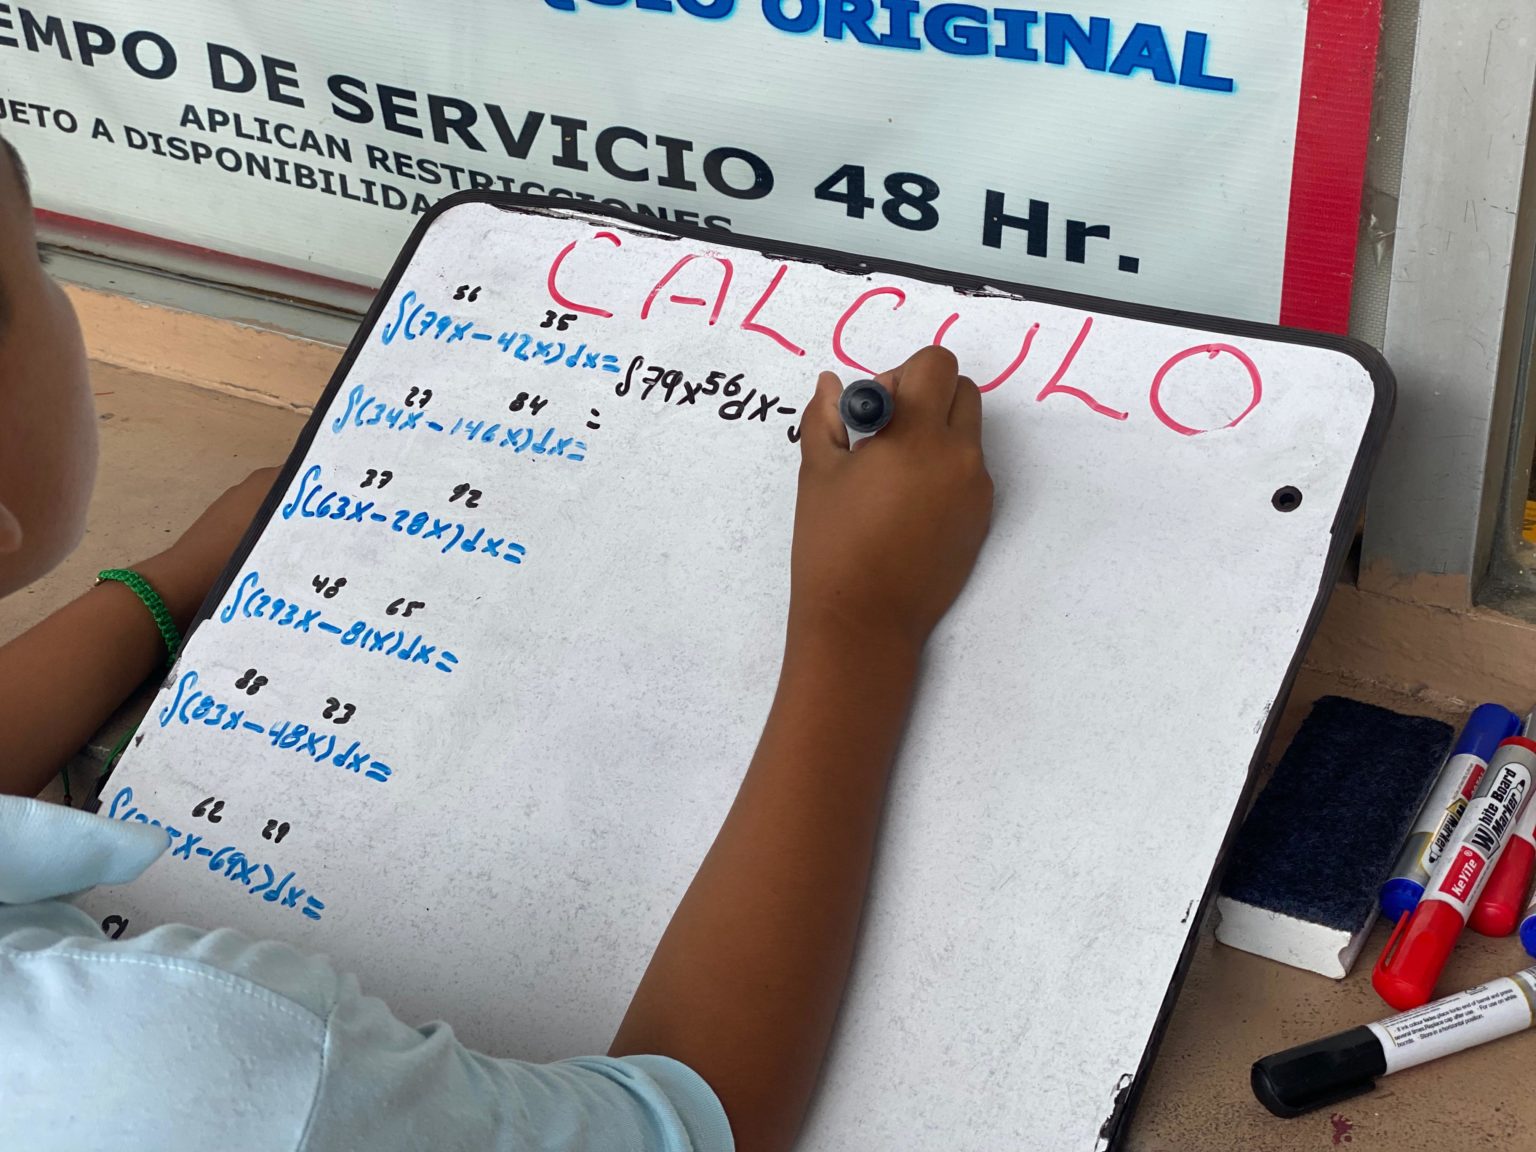 ORIGINAL
EMPO DE SERVICIO 48 Hr.
APLICAN RESTRICCIONES
JETO A DISPONIBILIDA
CALCULO
∫(79x⁵⁶ - 42x³⁵)dx = ∫79x⁵⁶dx -
∫(34x²⁷ - 146x⁸⁴)dx =
∫(63x³⁷ - 28x⁹²)dx =
∫(293x⁴⁸ - 81x⁶⁵)dx =
∫(83x⁸⁸ - 48x²³)dx =
x⁶² - 69x²⁹)dx =
White Board
Marker
KeYiTe